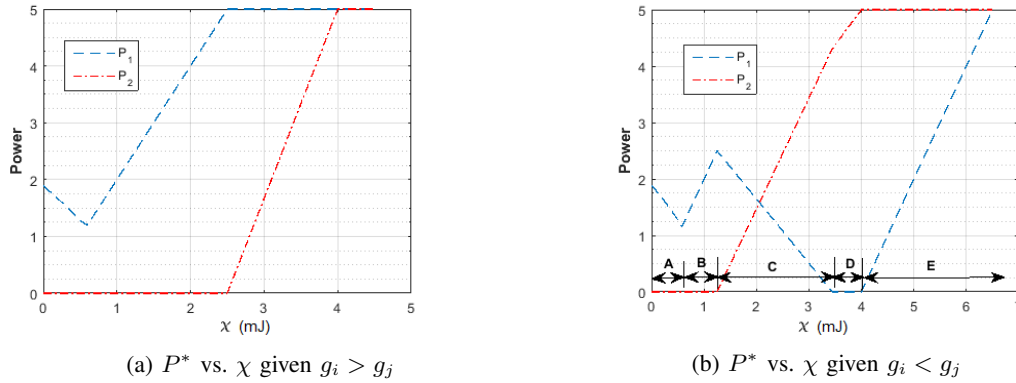 5
4
3
2
1
0
Power
P1
P2
0 1 2 3 4 5
χ (mJ)
(a) P* vs. χ given gi > gj
5
4
3
2
1
0
Power
P1
P2
A B C D E
0 1 2 3 4 5 6
χ (mJ)
(b) P* vs. χ given gi < gj